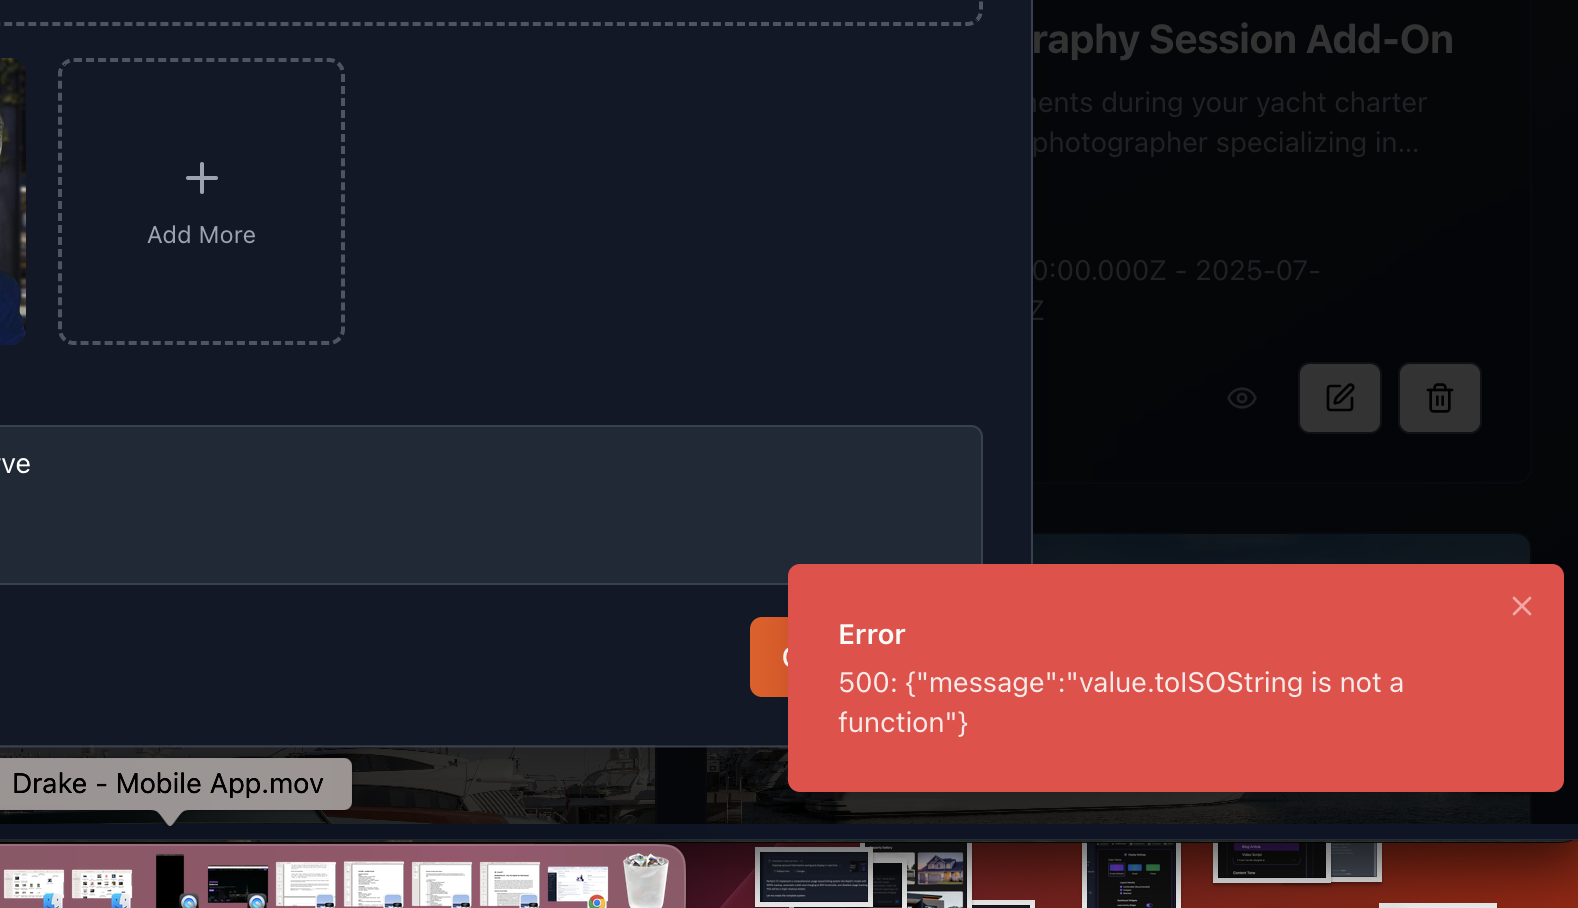 raphy Session Add-On
ents during your yacht charter
photographer specializing in...
Add More
0:00.000Z - 2025-07-
Z
ve
Error
500: {"message":"value.toISOString is not a
function"}
Drake - Mobile App.mov